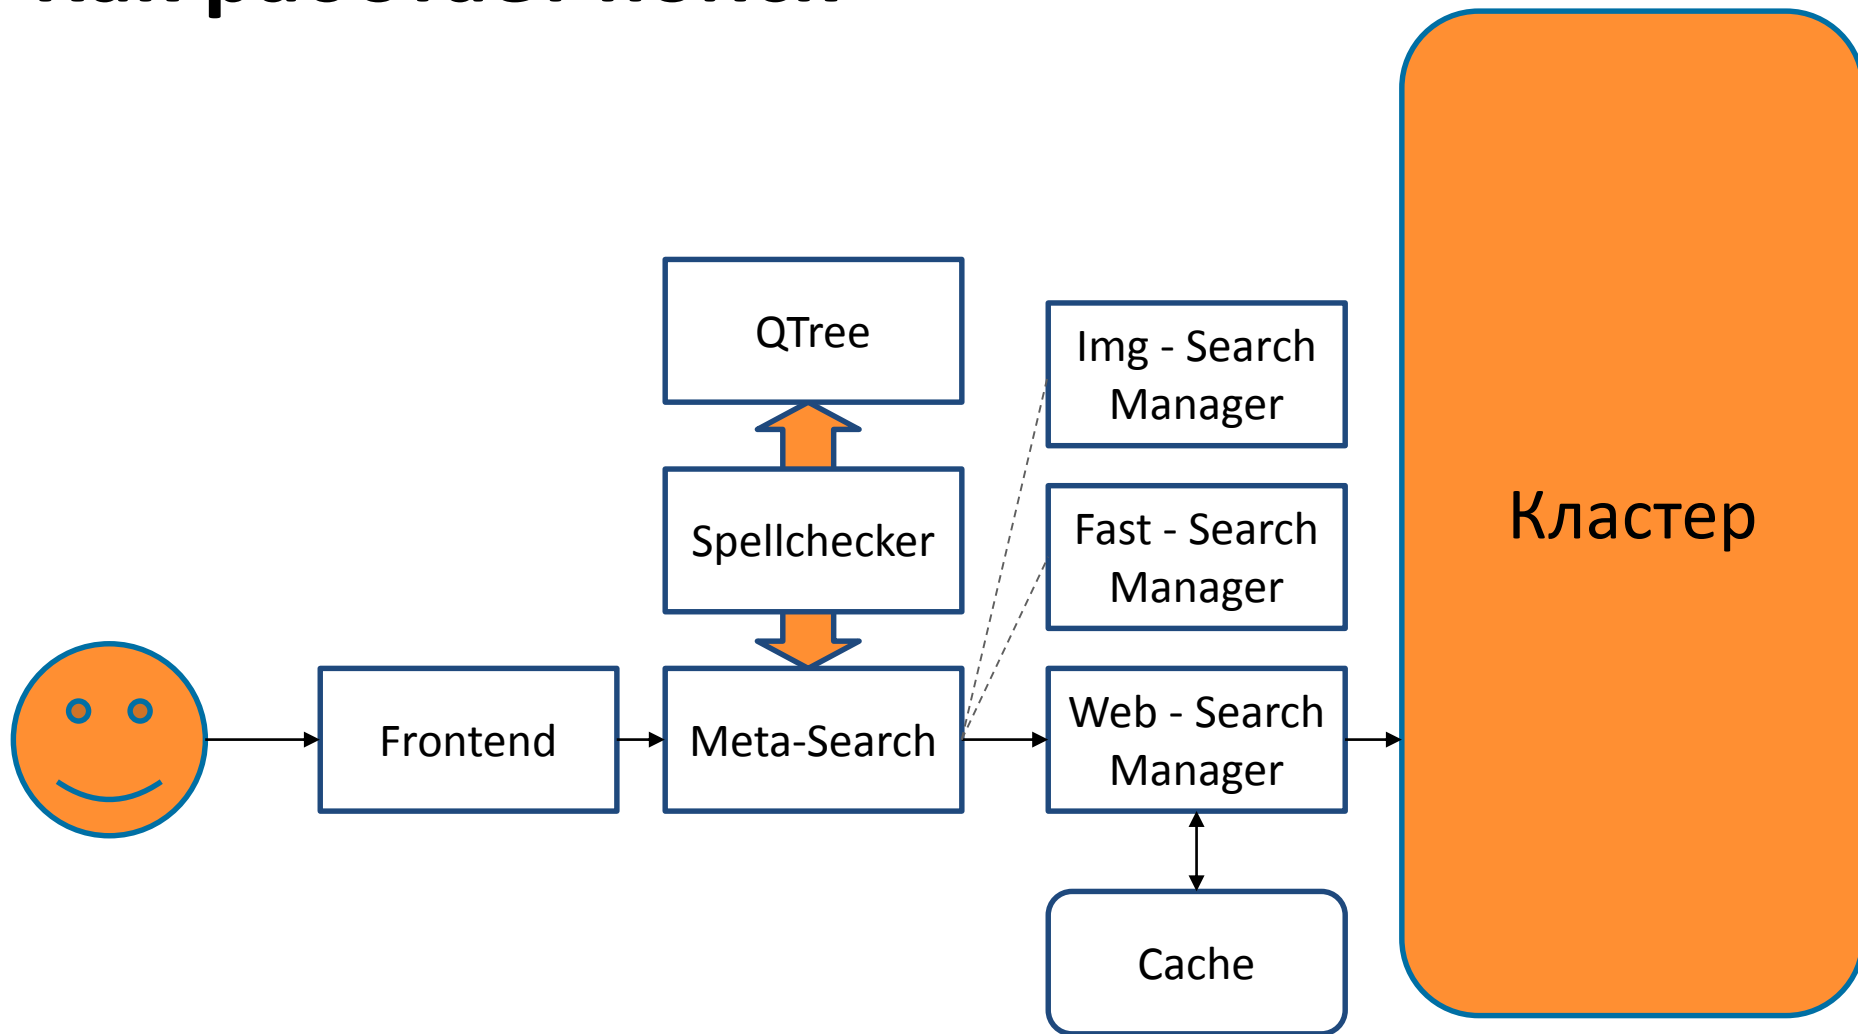 QTree
Img - Search
Manager
Spellchecker
Fast - Search
Manager
Кластер
Frontend
Meta-Search
Web - Search
Manager
Cache